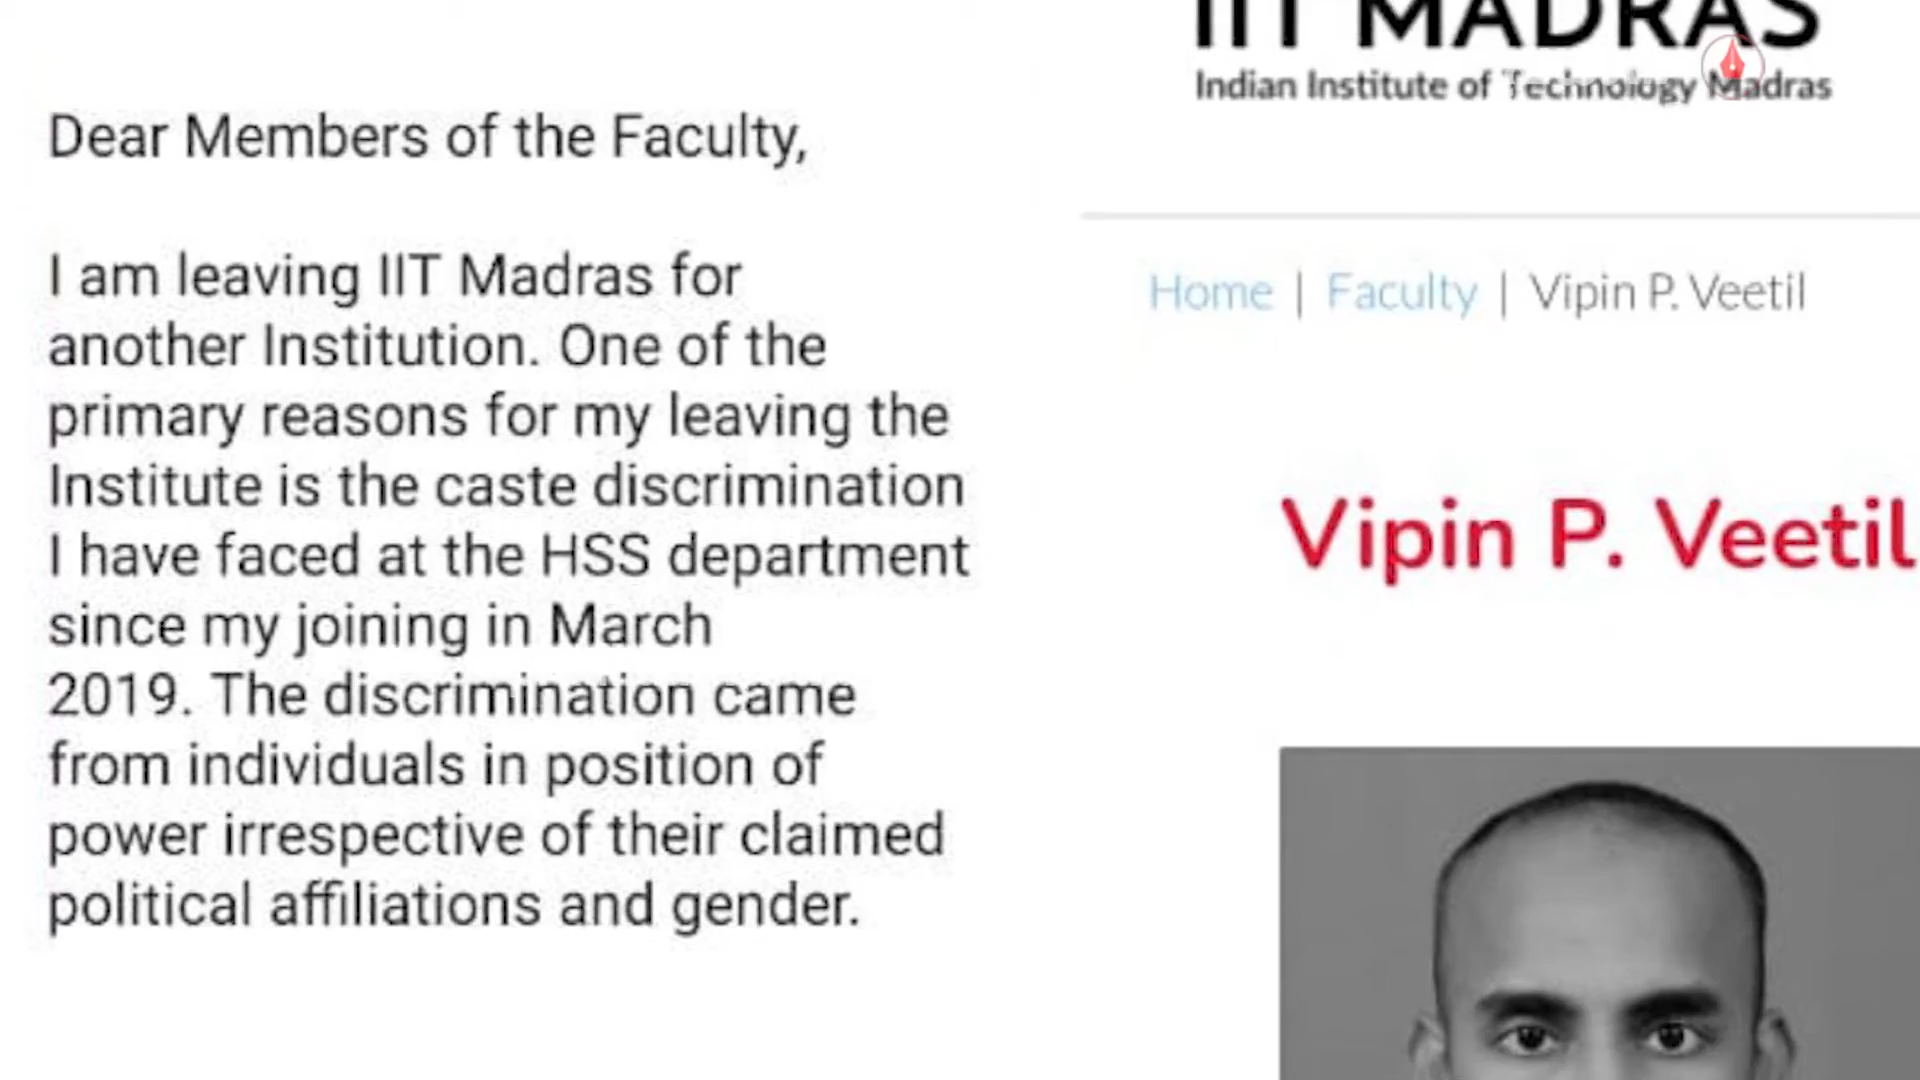 Dear Members of the Faculty,
I am leaving IIT Madras for
another Institution. One of the
primary reasons for my leaving the
Institute is the caste discrimination
I have faced at the HSS department
since my joining in March
2019. The discrimination came
from individuals in position of
power irrespective of their claimed
political affiliations and gender.
IIT MADRAS
Indian Institute of Technology Madras
Home | Faculty | Vipin P. Veetil
Vipin P. Veetil